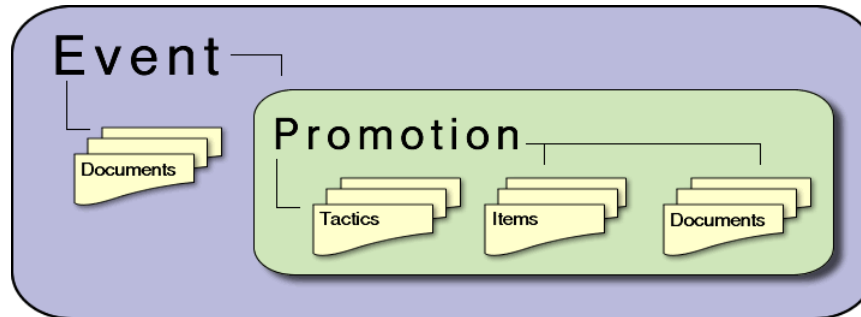 Event
Promotion
Documents
Tactics
Items
Documents